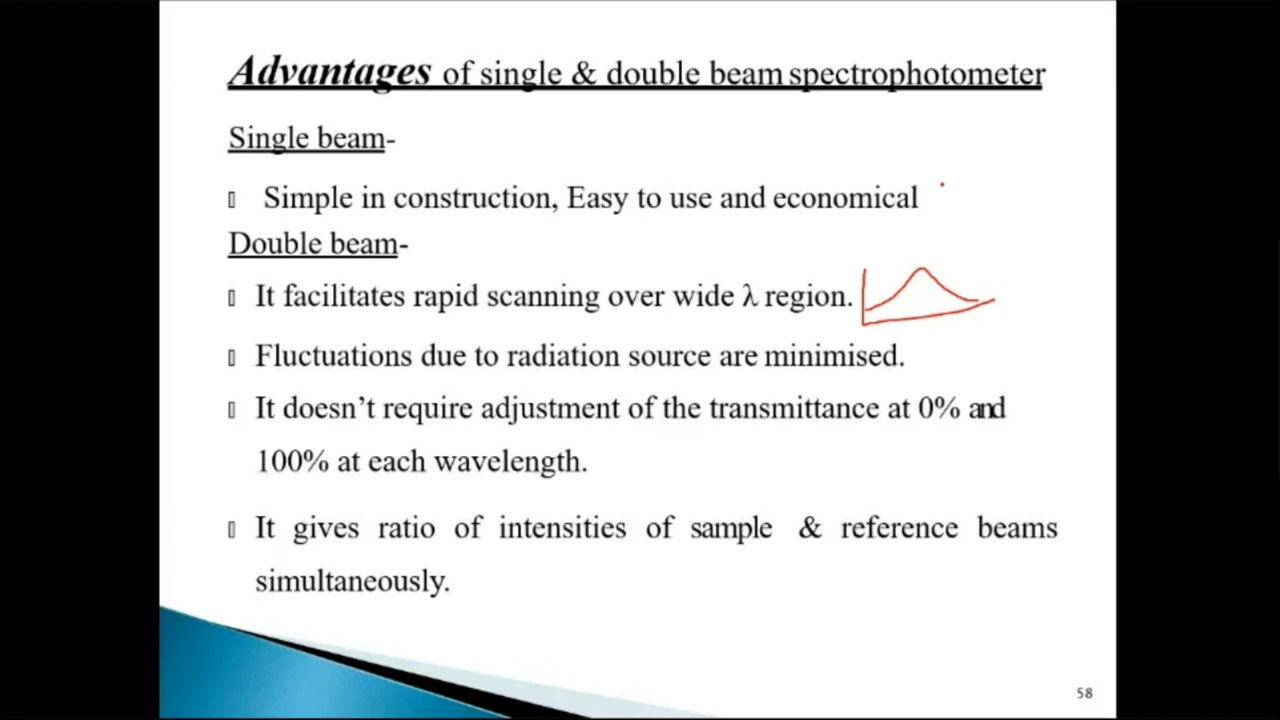 Advantages of single & double beam spectrophotometer
Single beam-
Simple in construction, Easy to use and economical
Double beam-
It facilitates rapid scanning over wide λ region.
Fluctuations due to radiation source are minimised.
It doesn’t require adjustment of the transmittance at 0% and
100% at each wavelength.
It gives ratio of intensities of sample & reference beams
simultaneously.
58